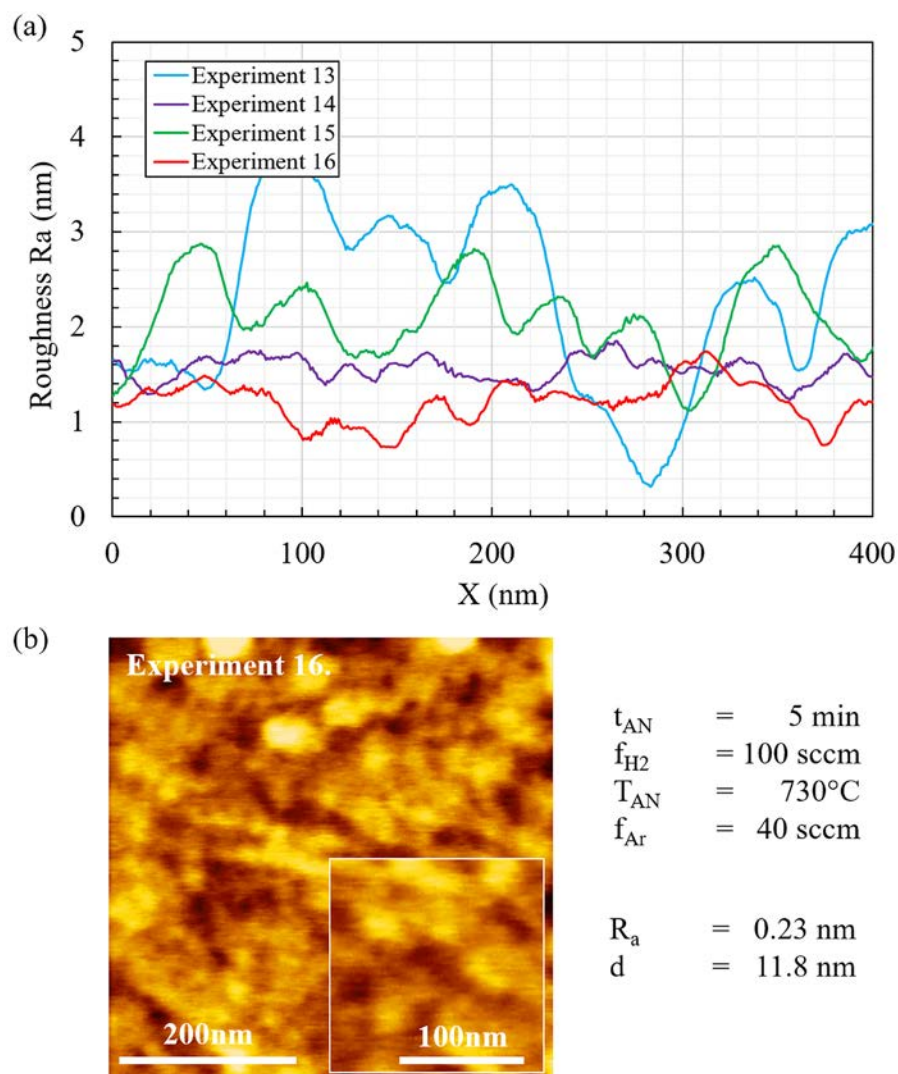 (a)
5
4
3
2
1
0
Roughness Ra (nm)
Experiment 13
Experiment 14
Experiment 15
Experiment 16
0 100 200 300 400
X (nm)
(b)
Experiment 16.
200nm
100nm
t_AN = 5 min
f_H2 = 100 sccm
T_AN = 730°C
f_Ar = 40 sccm
R_a = 0.23 nm
d = 11.8 nm